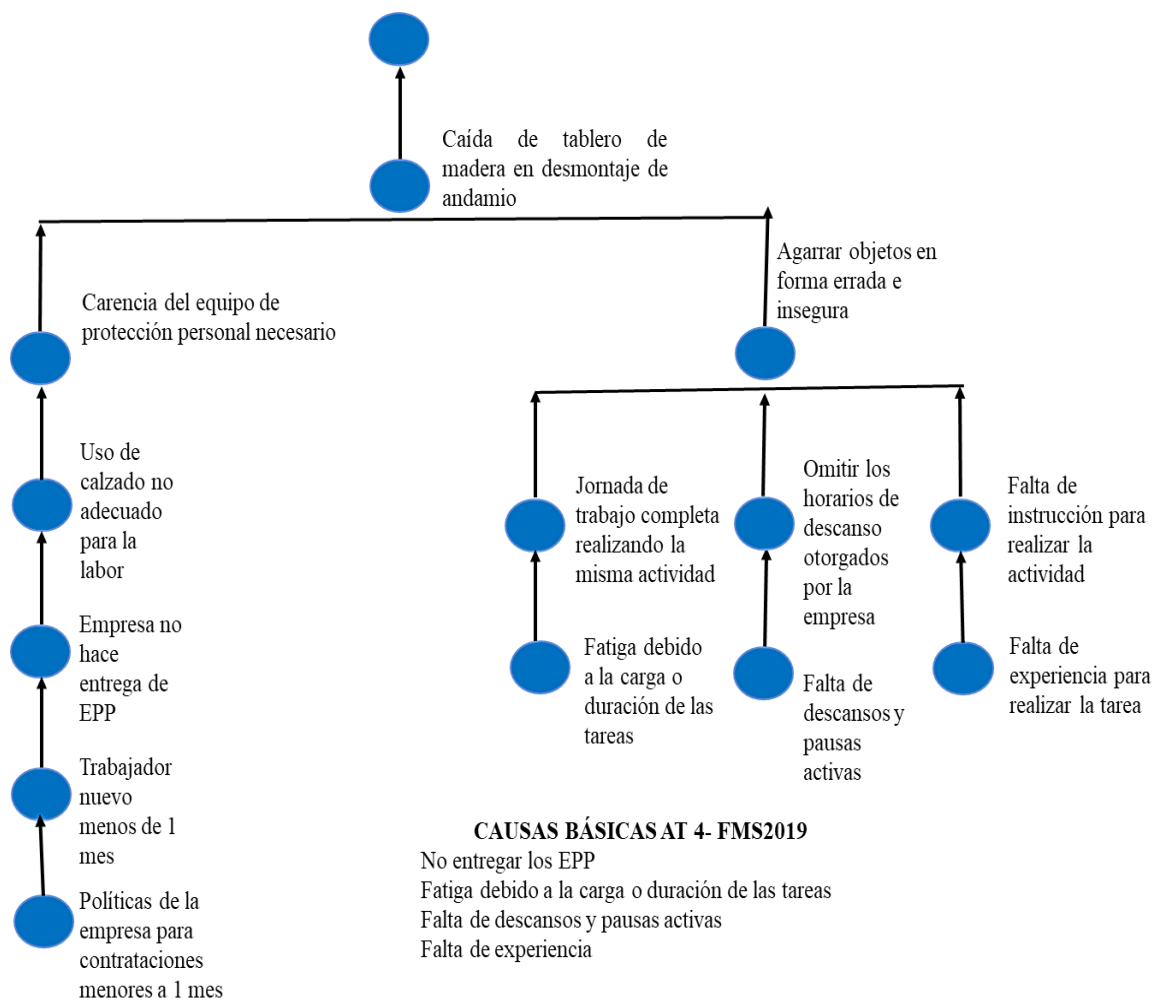 Caída de tablero de
madera en desmontaje de
andamio
Agarrar objetos en
forma errada e
insegura
Carencia del equipo de
protección personal necesario
Uso de
calzado no
adecuado
para la
labor
Jornada de
trabajo completa
realizando la
misma actividad
Omitir los
horarios de
descanso
otorgados
por la
empresa
Falta de
instrucción para
realizar la
actividad
Empresa no
hace
entrega de
EPP
Fatiga debido
a la carga o
duración de las
tareas
Falta de
descansos y
pausas
activas
Falta de
experiencia para
realizar la tarea
Trabajador
nuevo
menos de 1
mes
Políticas de la
empresa para
contrataciones
menores a 1 mes
CAUSAS BÁSICAS AT 4- FMS2019
No entregar los EPP
Fatiga debido a la carga o duración de las tareas
Falta de descansos y pausas activas
Falta de experiencia